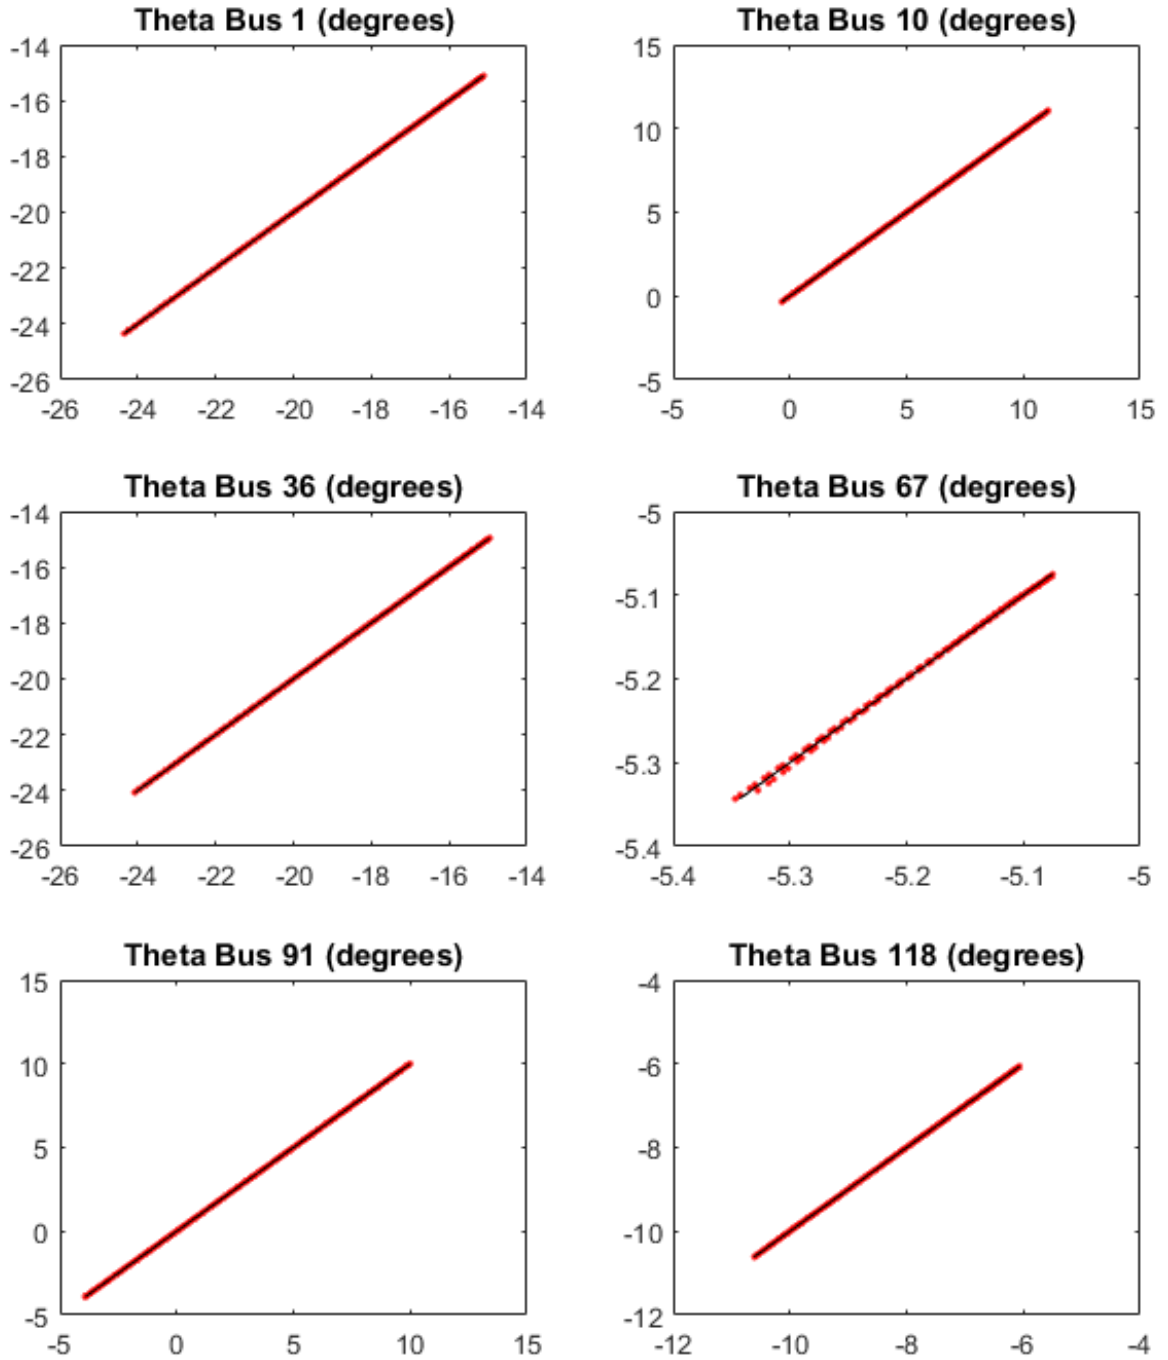 Theta Bus 1 (degrees)
-14
-16
-18
-20
-22
-24
-26
-26 -24 -22 -20 -18 -16 -14
Theta Bus 10 (degrees)
15
10
5
0
-5
-5 0 5 10 15
Theta Bus 36 (degrees)
-14
-16
-18
-20
-22
-24
-26
-26 -24 -22 -20 -18 -16 -14
Theta Bus 67 (degrees)
-5
-5.1
-5.2
-5.3
-5.4
-5.4 -5.3 -5.2 -5.1 -5
Theta Bus 91 (degrees)
15
10
5
0
-5
-5 0 5 10 15
Theta Bus 118 (degrees)
-4
-6
-8
-10
-12
-12 -10 -8 -6 -4